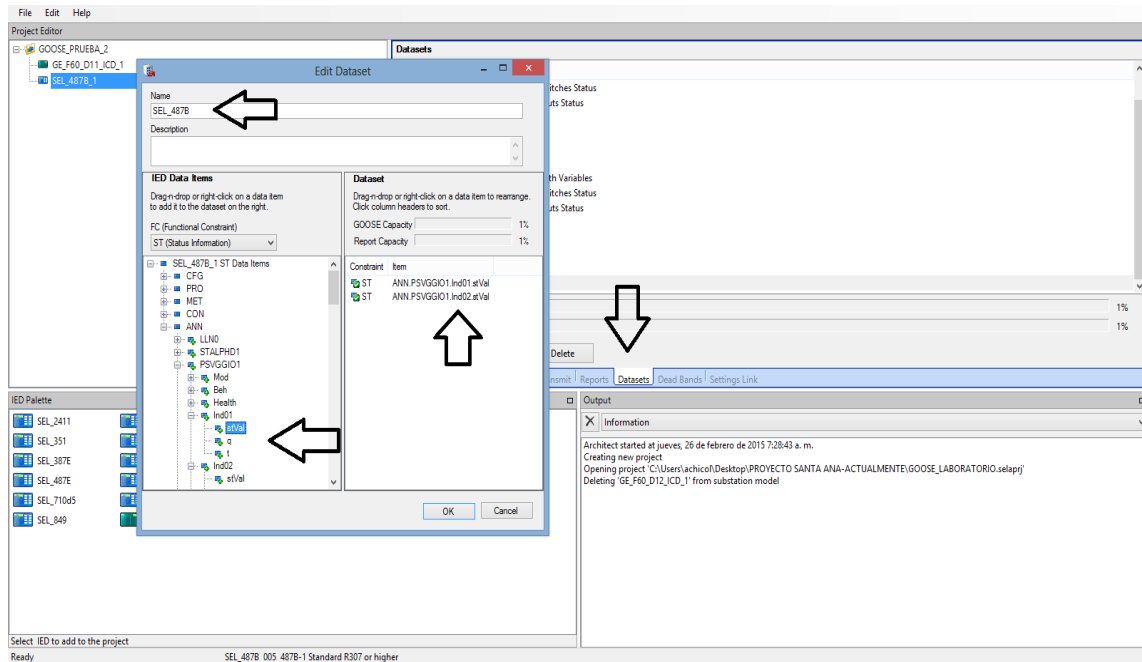 File Edit Help
Project Editor
GOOSE_PRUEBA_2
GE_F60_D11_ICD_1
SEL_487B_1
Datasets
itches Status
uts Status
th Variables
itches Status
uts Status
1%
1%
Delete
nsmit Reports Datasets Dead Bands Settings Link
Edit Dataset
Name
SEL_487B
Description
IED Data Items
Drag-n-drop or right-click on a data item
to add it to the dataset on the right.
FC (Functional Constraint)
ST (Status Information)
SEL_487B_1 ST Data Items
CFG
PRO
MET
CON
ANN
LLN0
STALPHD1
PSVGGIO1
Mod
Beh
Health
Ind01
stVal
q
t
Ind02
stVal
Dataset
Drag-n-drop or right-click on a data item to rearrange.
Click column headers to sort.
GOOSE Capacity 1%
Report Capacity 1%
Constraint Item
ST ANN.PSVGGIO1.Ind01.stVal
ST ANN.PSVGGIO1.Ind02.stVal
OK Cancel
IED Palette
SEL_2411
SEL_351
SEL_387E
SEL_487E
SEL_710d5
SEL_849
Select IED to add to the project
Output
Information
Architect started at jueves, 26 de febrero de 2015 7:28:43 a. m.
Creating new project
Opening project 'C:\Users\achicol\Desktop\PROYECTO SANTA ANA-ACTUALMENTE\GOOSE_LABORATORIO.selaprj'
Deleting 'GE_F60_D12_ICD_1' from substation model
Ready SEL_487B 005 487B-1 Standard R307 or higher